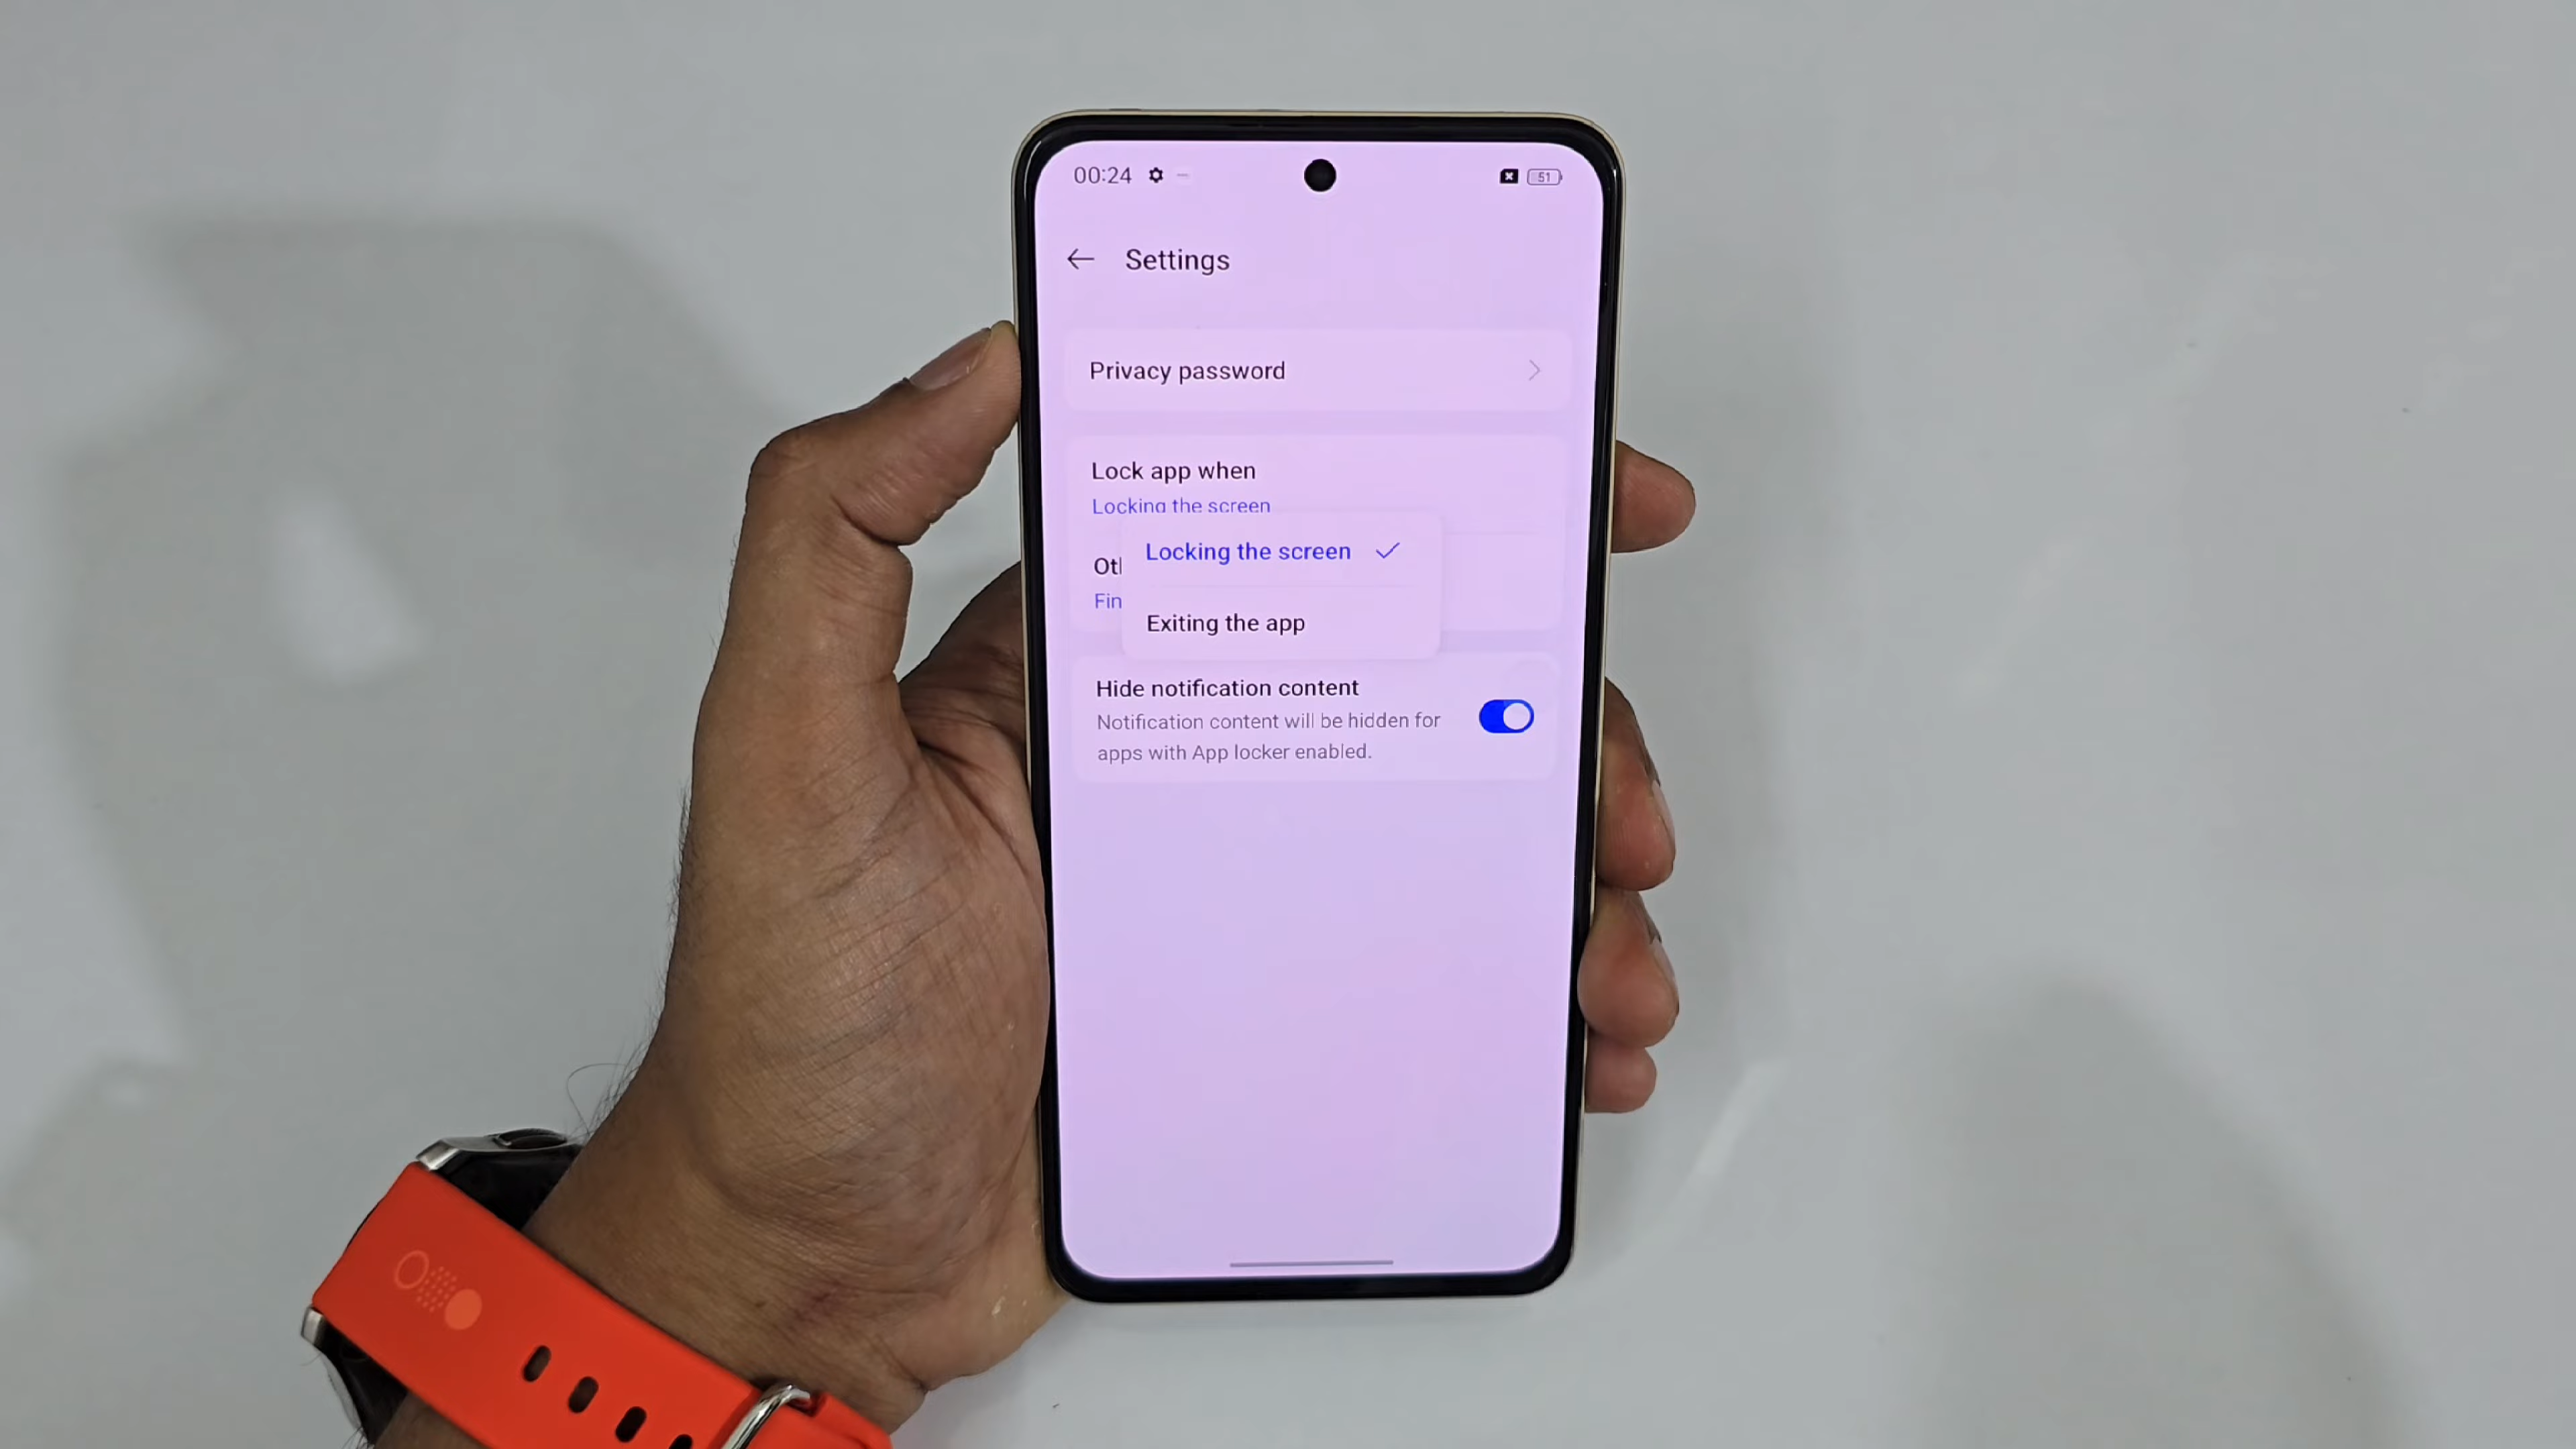 00:24
51
Settings
Privacy password
Lock app when
Locking the screen
Locking the screen
Exiting the app
Hide notification content
Notification content will be hidden for
apps with App locker enabled.